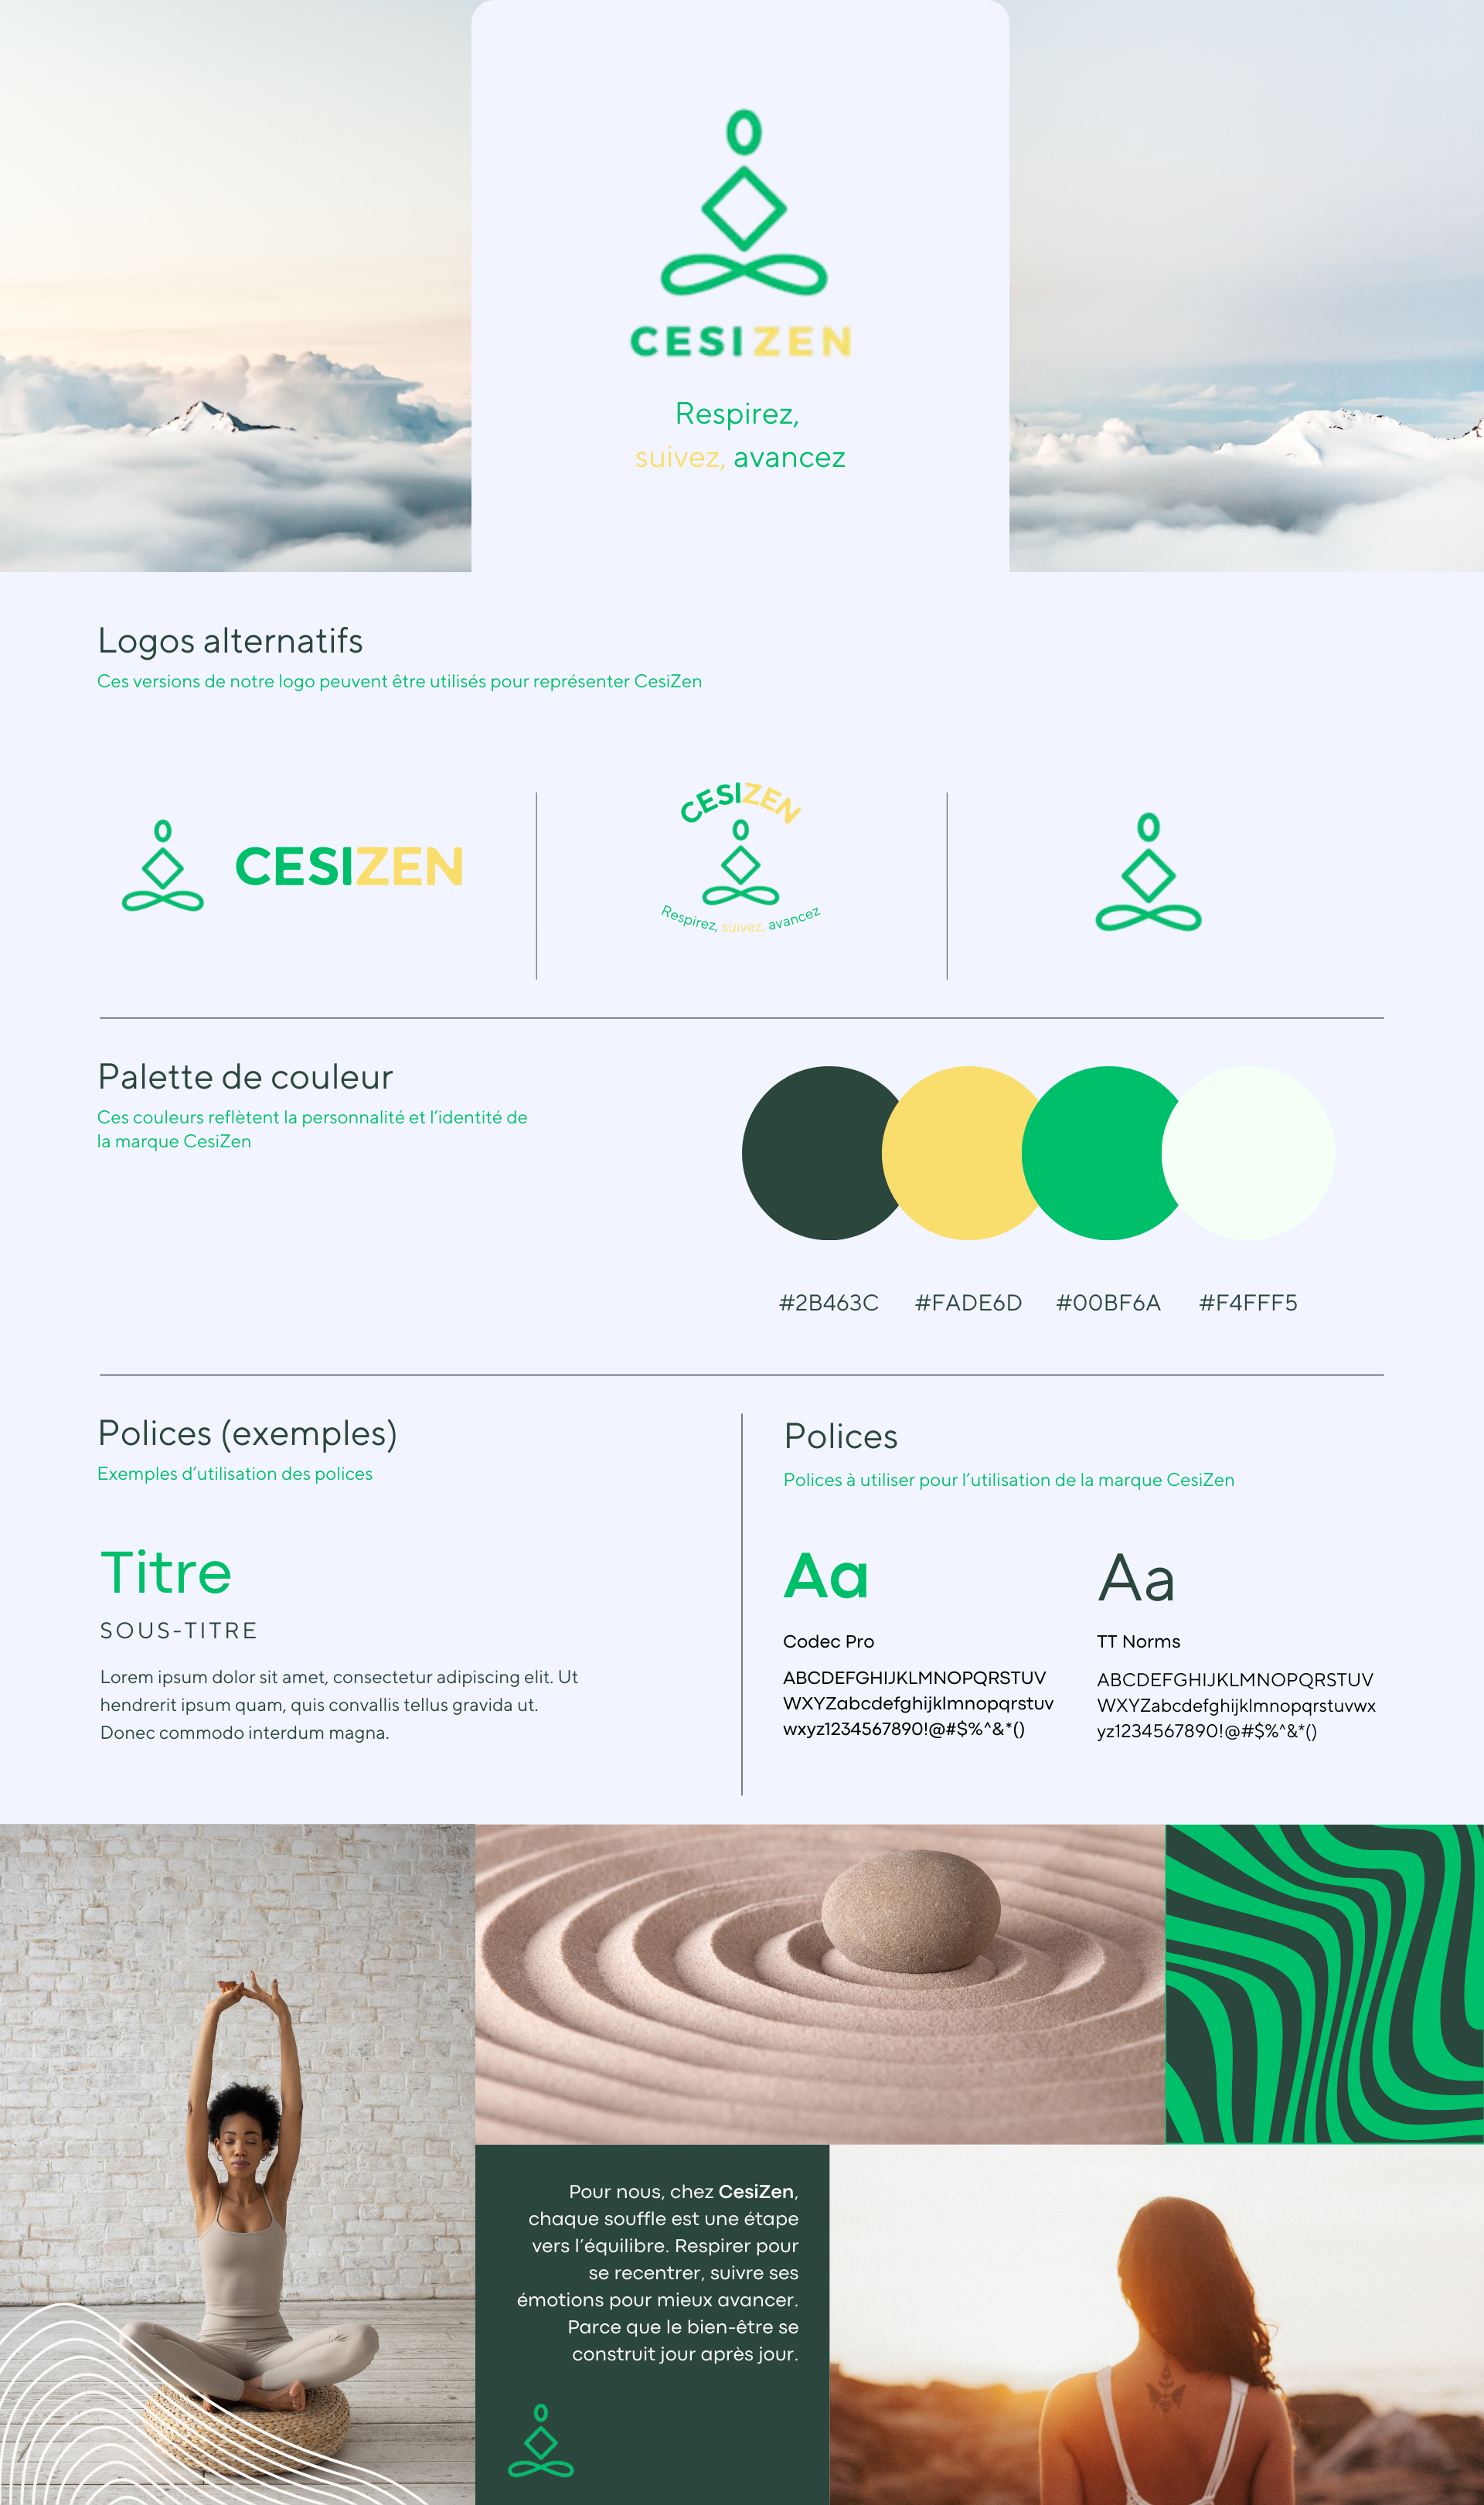 CESIZEN
Respirez,
suivez, avancez
Logos alternatifs
Ces versions de notre logo peuvent être utilisés pour représenter CesiZen
CESIZEN
CESIZEN
Respirez, suivez, avancez
Palette de couleur
Ces couleurs reflètent la personnalité et l'identité de
la marque CesiZen
#2B463C
#FADE6D
#00BF6A
#F4FFF5
Polices (exemples)
Exemples d'utilisation des polices
Titre
SOUS-TITRE
Lorem ipsum dolor sit amet, consectetur adipiscing elit. Ut
hendrerit ipsum quam, quis convallis tellus gravida ut.
Donec commodo interdum magna.
Polices
Polices à utiliser pour l'utilisation de la marque CesiZen
Aa
Codec Pro
ABCDEFGHIJKLMNOPQRSTUV
WXYZabcdefghijklmnopqrstuv
wxyz1234567890!@#$%^&*()
Aa
TT Norms
ABCDEFGHIJKLMNOPQRSTUV
WXYZabcdefghijklmnopqrstuvwx
yz1234567890!@#$%^&*()
Pour nous, chez CesiZen,
chaque souffle est une étape
vers l'équilibre. Respirer pour
se recentrer, suivre ses
émotions pour mieux avancer.
Parce que le bien-être se
construit jour après jour.